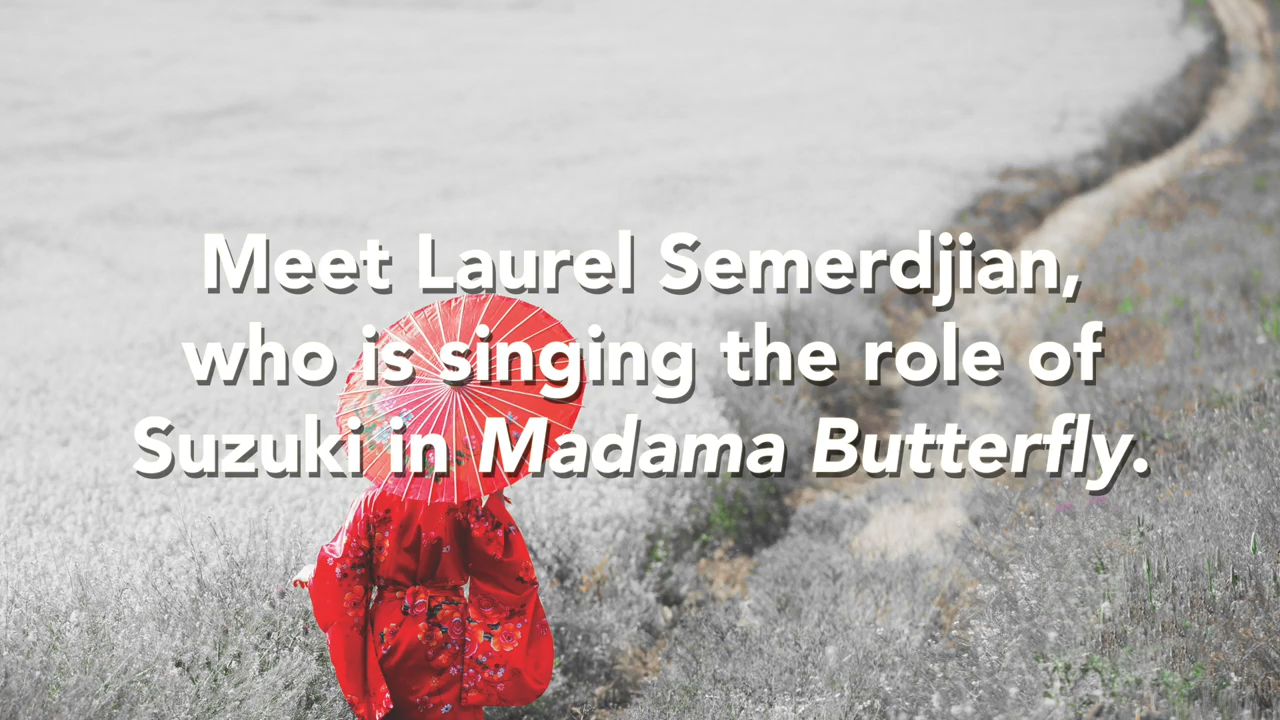 Meet Laurel Semerdjian,
who is singing the role of
Suzuki in Madama Butterfly.